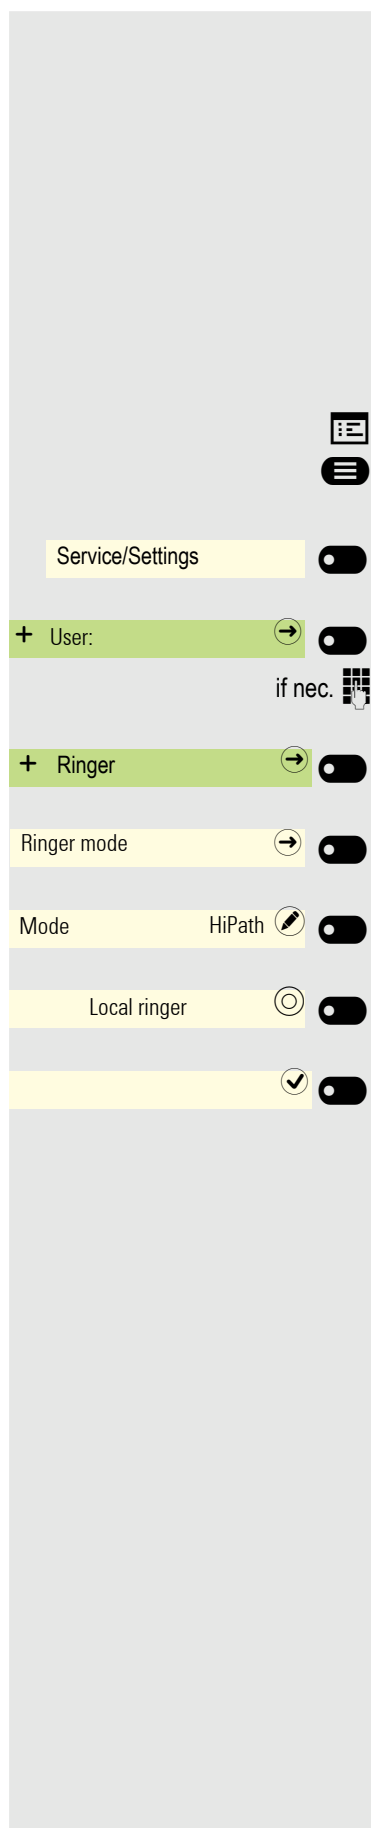 Service/Settings
+ User:
if nec.
+ Ringer
Ringer mode
Mode HiPath
Local ringer